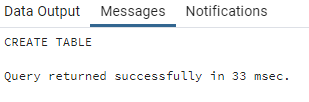 Data Output Messages Notifications
CREATE TABLE
Query returned successfully in 33 msec.